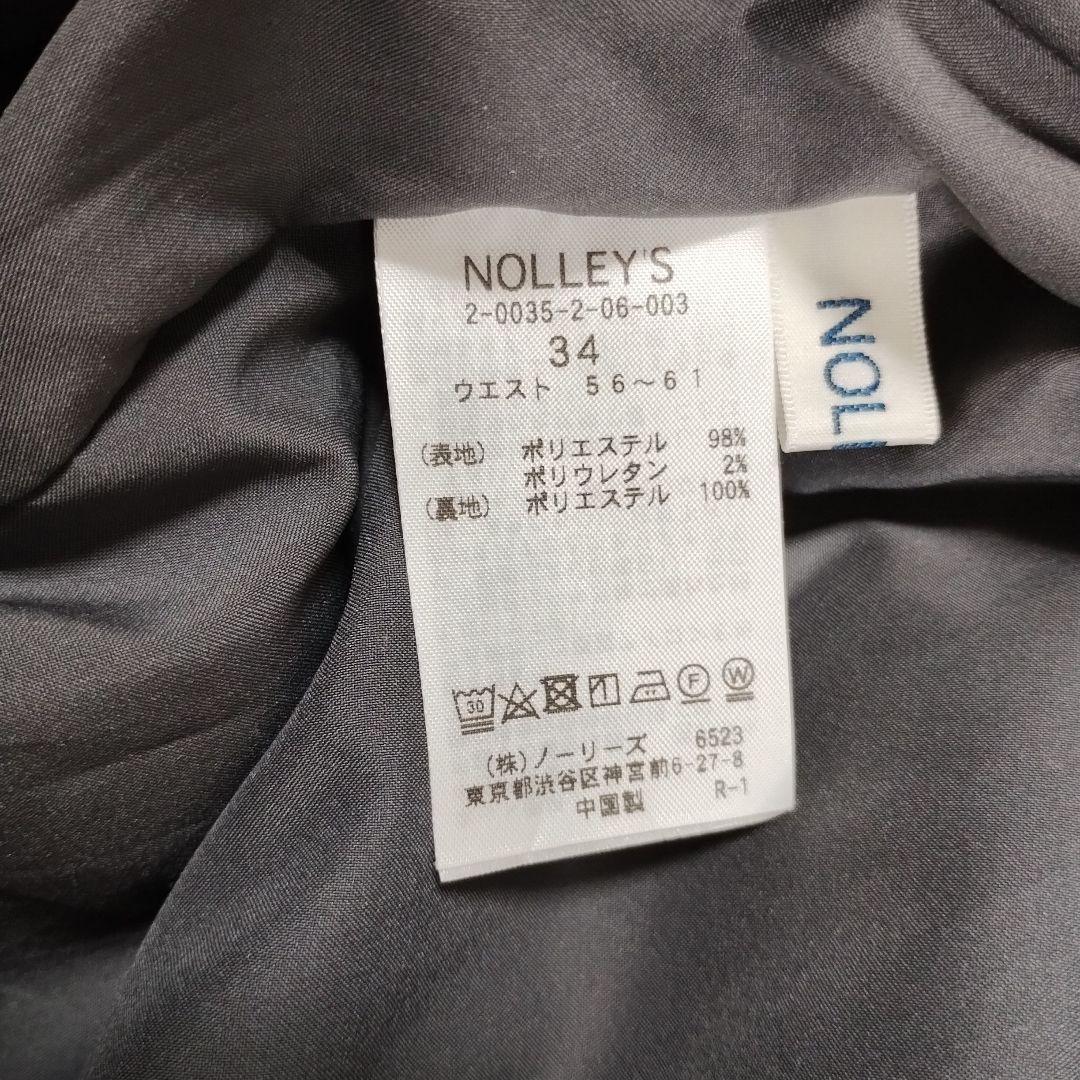 NOLLEY'S
2-0035-2-06-003
34
ウエスト 56～61
(表地) ポリエステル 98%
ポリウレタン 2%
(裏地) ポリエステル 100%
30 F W
(株)ノーリーズ 6523
東京都渋谷区神宮前6-27-8
中国製 R-1
NOLL